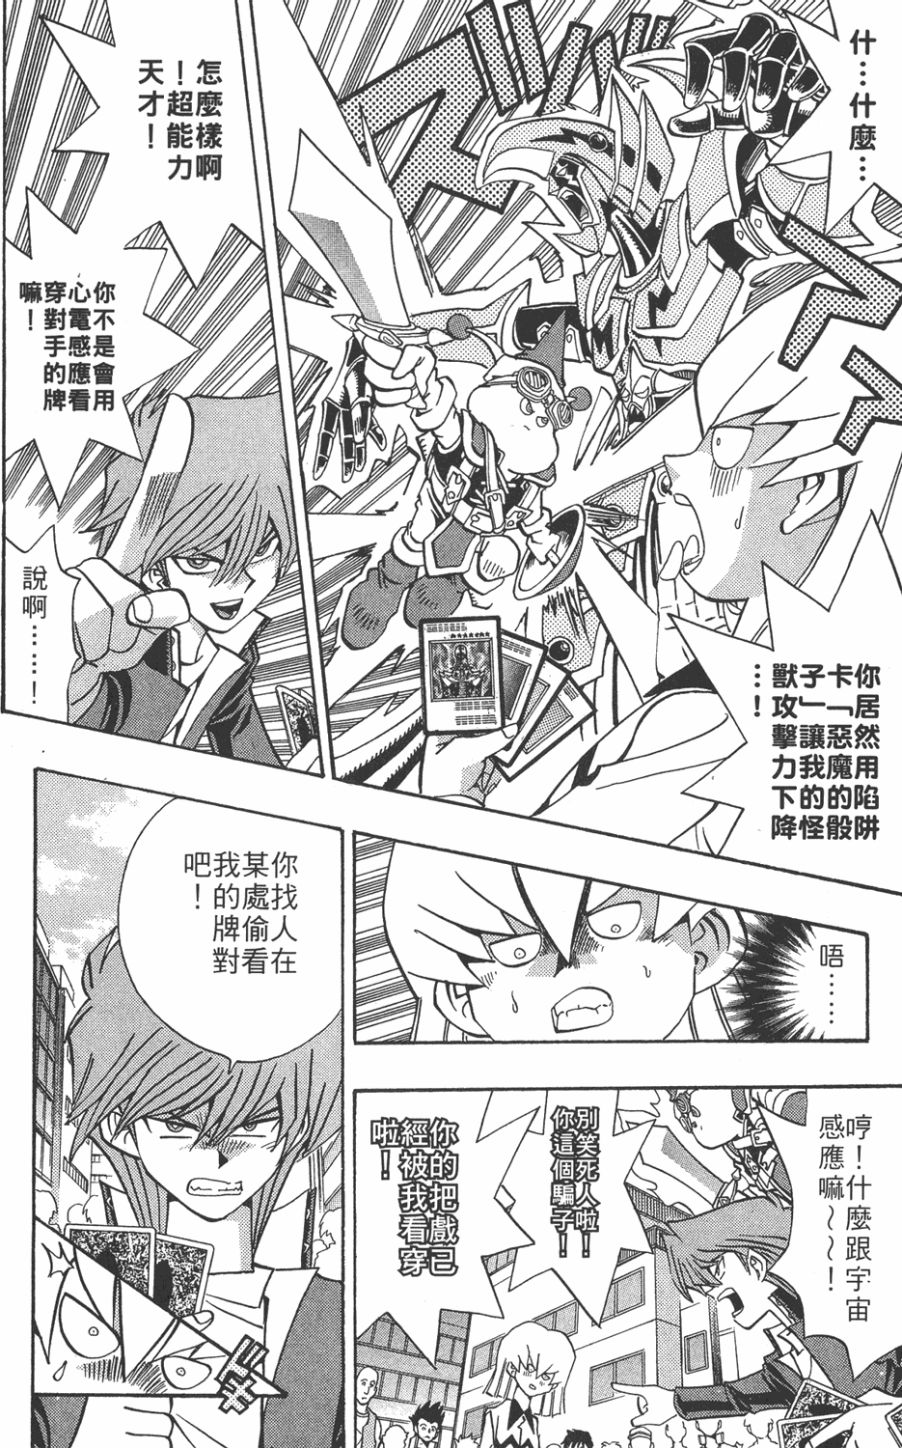 什…什麼…
你居然用陷阱
卡「惡魔的骰
子」讓我的怪
獸攻擊力下降
…！
怎麼樣啊
！超能力
天才！
你不是會用
心電感應看
穿對手的牌
嘛！
說啊……！
唔……
你找人在
某處偷看
我的牌對
吧！
哼！什麼跟宇宙
感應嘛～～！
別笑死人啦！
你這個騙子！
你的把戲已
經被我看穿
啦！